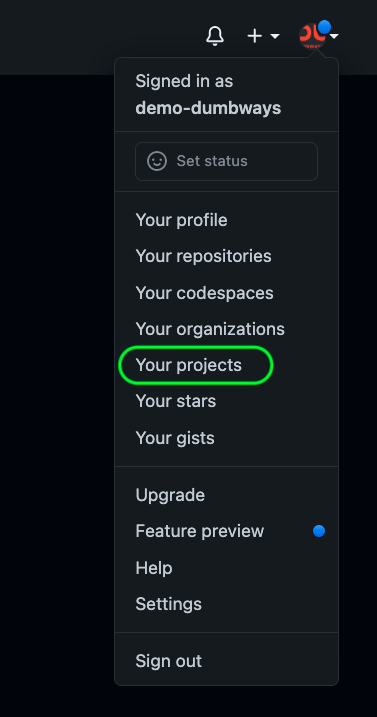 Signed in as
demo-dumbways
Set status
Your profile
Your repositories
Your codespaces
Your organizations
Your projects
Your stars
Your gists
Upgrade
Feature preview
Help
Settings
Sign out